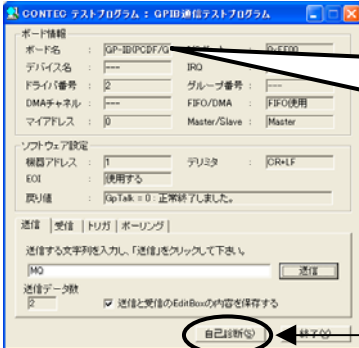 CONTEC テストプログラム : GPIB通信テストプログラム
ボード情報
ボード名 : GP-IB(PCDF/G
デバイス名 : --- IRQ
ドライバ番号 : 2 グループ番号 : ---
DMAチャネル : --- FIFO/DMA : FIFO使用
マイアドレス : 0 Master/Slave : Master
ソフトウェア設定
機器アドレス : 1 デリミタ : CR+LF
EOI : 使用する
戻り値 : GpTalk = 0 : 正常終了しました。
送信 受信 トリガ ポーリング
送信する文字列を入力し、「送信」をクリックして下さい。
MQ 送信
送信データ数
2 送信と受信のEditBoxの内容を保存する
自己診断(S) 終了(X)